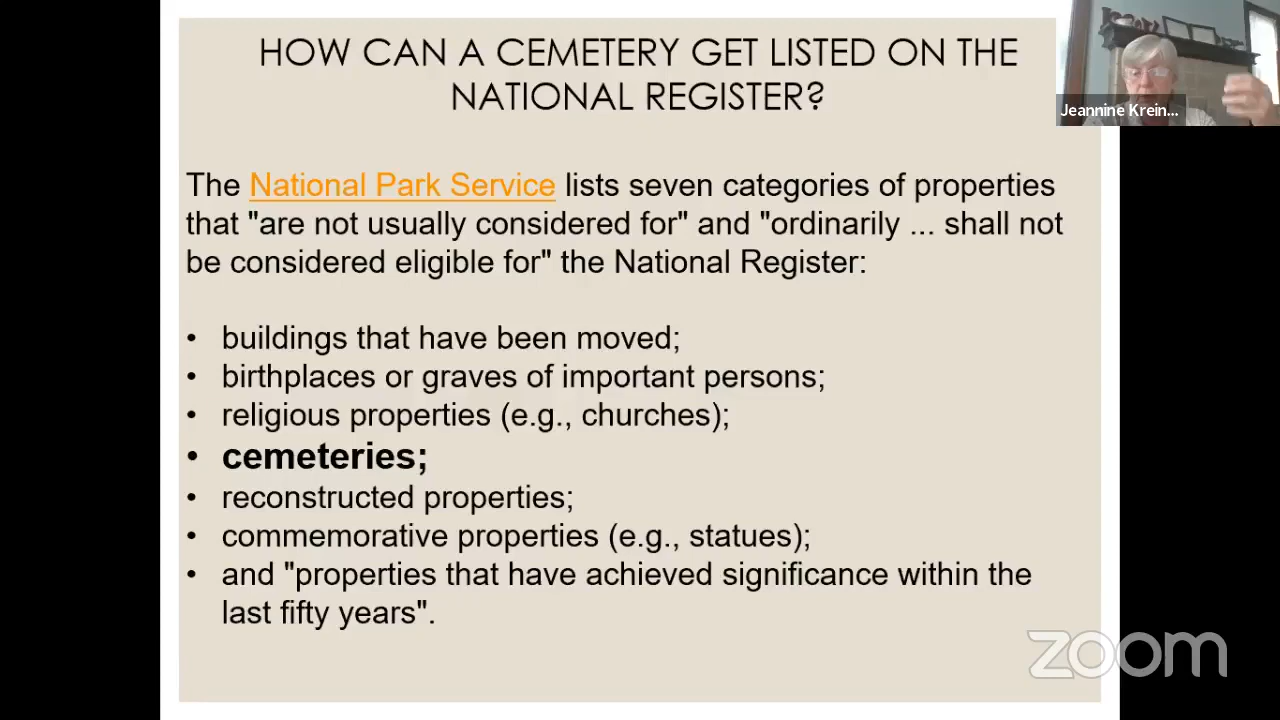 HOW CAN A CEMETERY GET LISTED ON THE
NATIONAL REGISTER?
Jeannine Krein...
The National Park Service lists seven categories of properties
that "are not usually considered for" and "ordinarily ... shall not
be considered eligible for" the National Register:
• buildings that have been moved;
• birthplaces or graves of important persons;
• religious properties (e.g., churches);
• cemeteries;
• reconstructed properties;
• commemorative properties (e.g., statues);
• and "properties that have achieved significance within the
last fifty years".
zoom